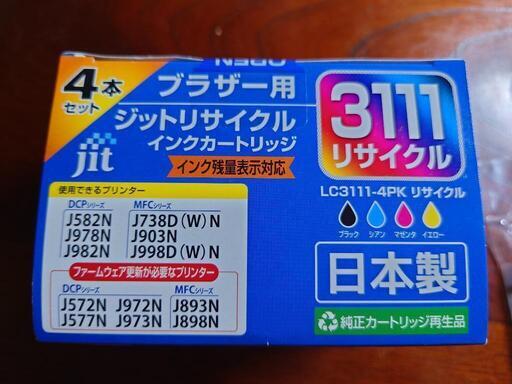 OPEN
4本
セット
ブラザー用
ジットリサイクル
インクカートリッジ
jit
インク残量表示対応
3111
リサイクル
LC3111-4PK リサイクル
ブラック シアン マゼンタ イエロー
日本製
純正カートリッジ再生品
使用できるプリンター
DCPシリーズ MFCシリーズ
J582N J738D(W)N
J978N J903N
J982N J998D(W)N
ファームウェア更新が必要なプリンター
DCPシリーズ MFCシリーズ
J572N J972N J893N
J577N J973N J898N